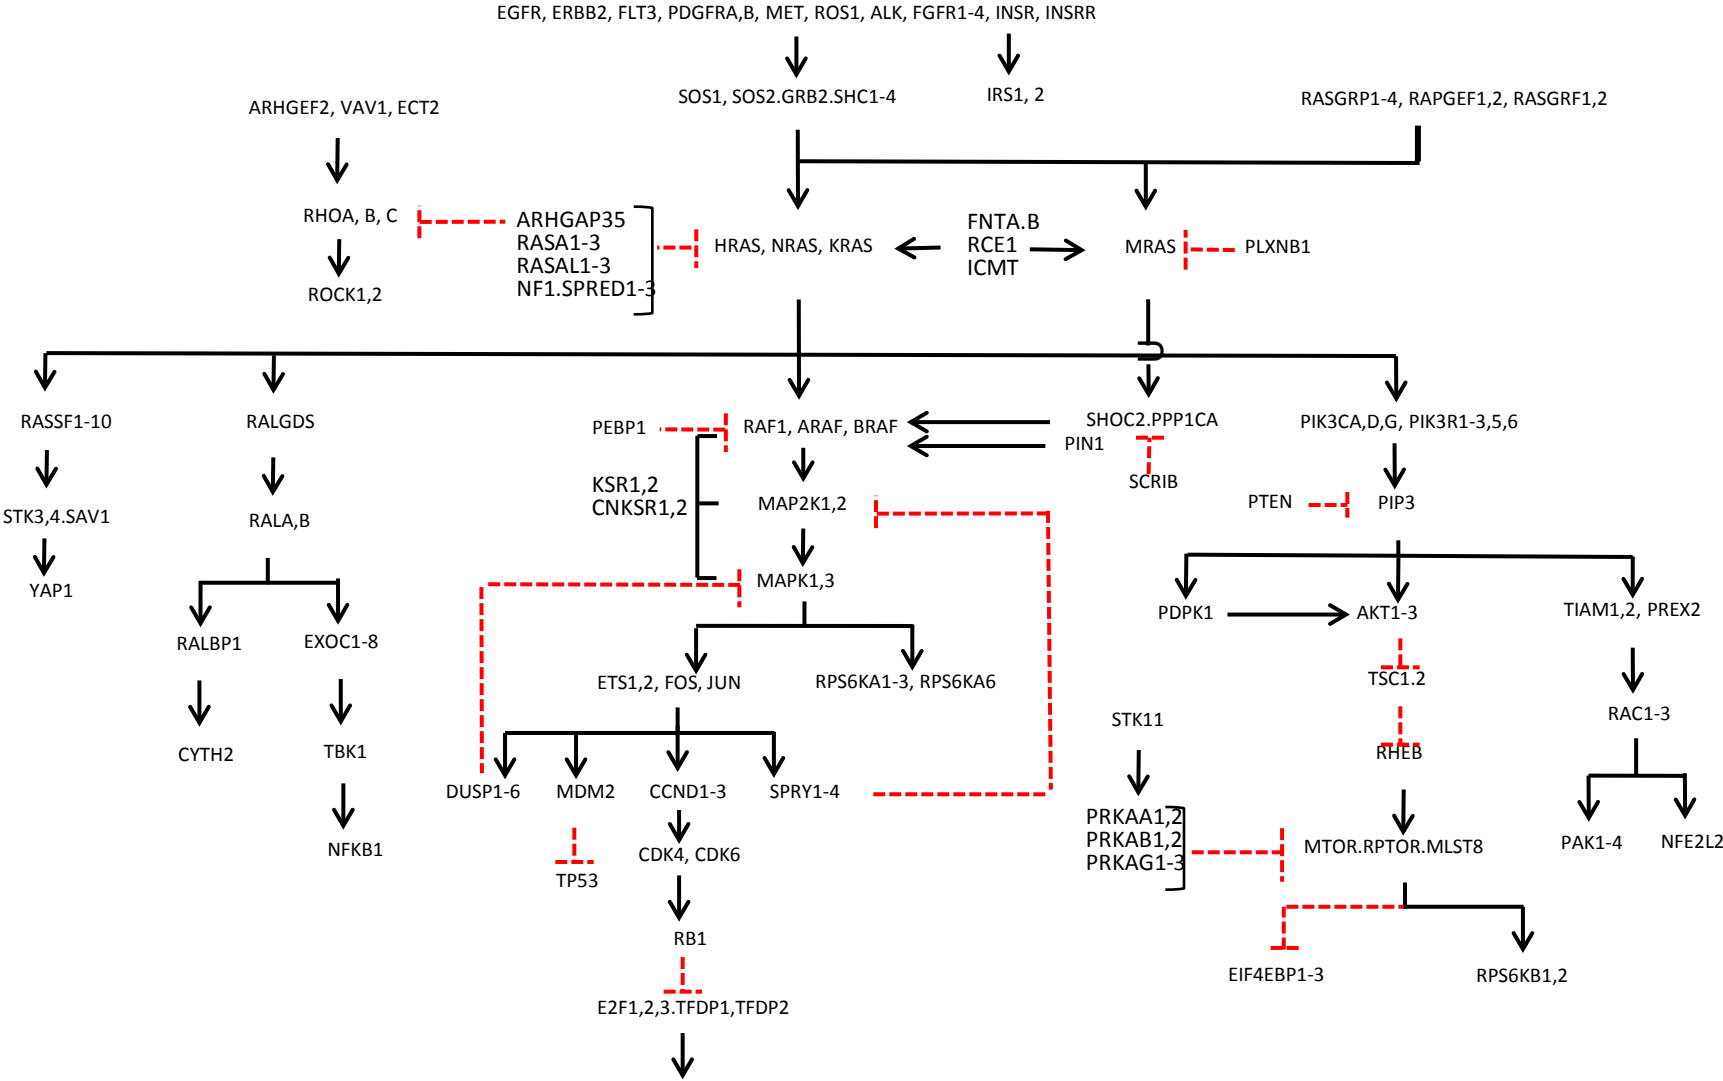 EGFR, ERBB2, FLT3, PDGFRA,B, MET, ROS1, ALK, FGFR1-4, INSR, INSRR
ARHGEF2, VAV1, ECT2
SOS1, SOS2.GRB2.SHC1-4
IRS1, 2
RASGRP1-4, RAPGEF1,2, RASGRF1,2
RHOA, B, C
ROCK1,2
ARHGAP35
RASA1-3
RASAL1-3
NF1.SPRED1-3
HRAS, NRAS, KRAS
FNTA.B
RCE1
ICMT
MRAS
PLXNB1
RASSF1-10
RALGDS
PEBP1
RAF1, ARAF, BRAF
SHOC2.PPP1CA
PIN1
SCRIB
PIK3CA,D,G, PIK3R1-3,5,6
STK3,4.SAV1
RALA,B
KSR1,2
CNKSR1,2
MAP2K1,2
PTEN
PIP3
YAP1
MAPK1,3
RALBP1
EXOC1-8
PDPK1
AKT1-3
TIAM1,2, PREX2
ETS1,2, FOS, JUN
RPS6KA1-3, RPS6KA6
TSC1.2
CYTH2
TBK1
STK11
RHEB
RAC1-3
DUSP1-6
MDM2
CCND1-3
SPRY1-4
NFKB1
TP53
CDK4, CDK6
PRKAA1,2
PRKAB1,2
PRKAG1-3
MTOR.RPTOR.MLST8
PAK1-4
NFE2L2
RB1
EIF4EBP1-3
RPS6KB1,2
E2F1,2,3.TFDP1,TFDP2